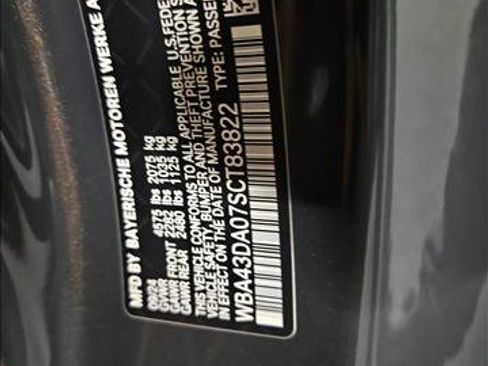 MFD BY BAYERISCHE MOTOREN WERKE A
09/24
GVWR 4575 lbs 2075 kg
GAWR FRONT 2282 lbs 1035 kg
GAWR REAR 2480 lbs 1125 kg
THIS VEHICLE CONFORMS TO ALL APPLICABLE U.S. FEDE
VEHICLE SAFETY, BUMPER AND THEFT PREVENTION S
IN EFFECT ON THE DATE OF MANUFACTURE SHOWN A
WBA43DA07SCT83822 TYPE: PASSE